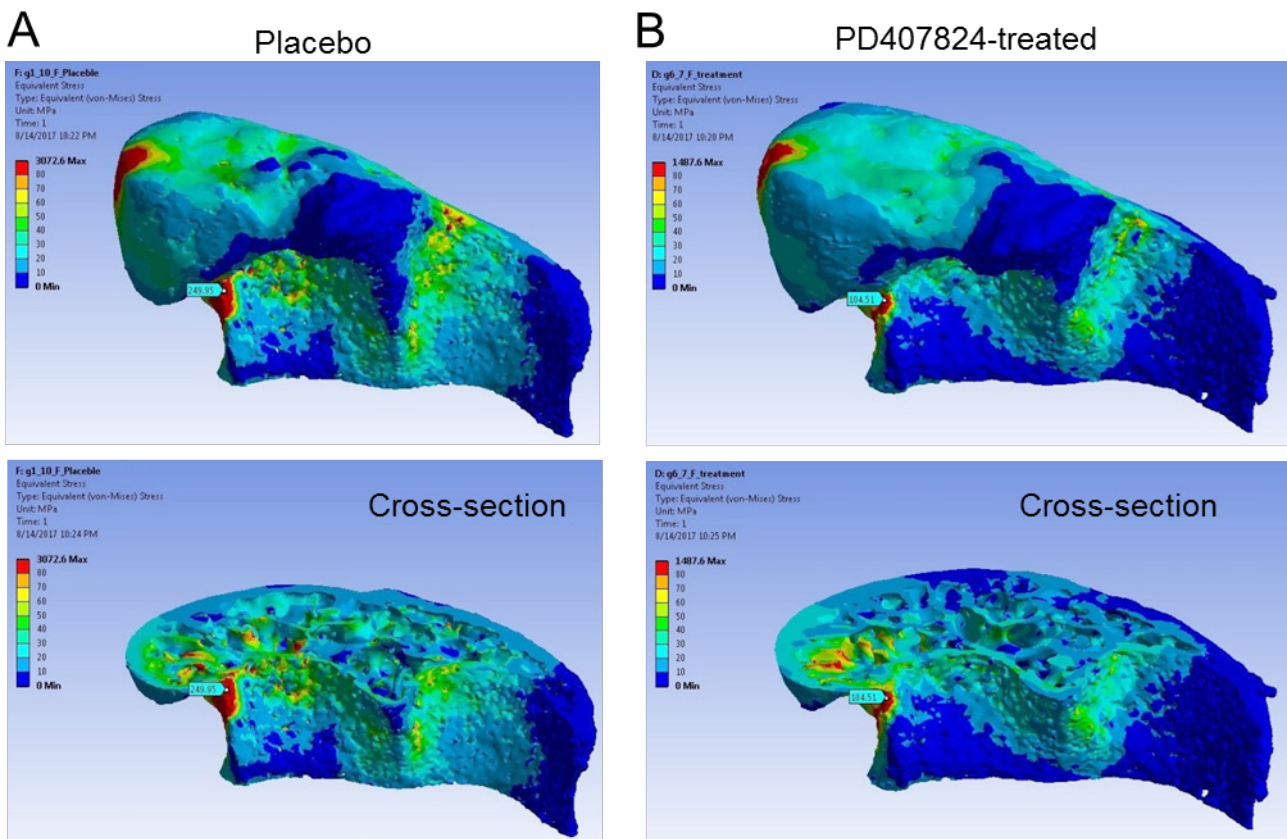 A
Placebo
B
PD407824-treated
F: g1_10_F_Placeble
Equivalent Stress
Type: Equivalent (von-Mises) Stress
Unit: MPa
Time: 1
8/14/2017 10:22 PM
3072.6 Max
80
70
60
50
40
30
20
10
0 Min
249.95
D: g6_7_F_treatment
Equivalent Stress
Type: Equivalent (von-Mises) Stress
Unit: MPa
Time: 1
8/14/2017 10:20 PM
1487.6 Max
80
70
60
50
40
30
20
10
0 Min
104.51
F: g1_10_F_Placeble
Equivalent Stress
Type: Equivalent (von-Mises) Stress
Unit: MPa
Time: 1
8/14/2017 10:24 PM
Cross-section
3072.6 Max
80
70
60
50
40
30
20
10
0 Min
249.95
D: g6_7_F_treatment
Equivalent Stress
Type: Equivalent (von-Mises) Stress
Unit: MPa
Time: 1
8/14/2017 10:25 PM
Cross-section
1487.6 Max
80
70
60
50
40
30
20
10
0 Min